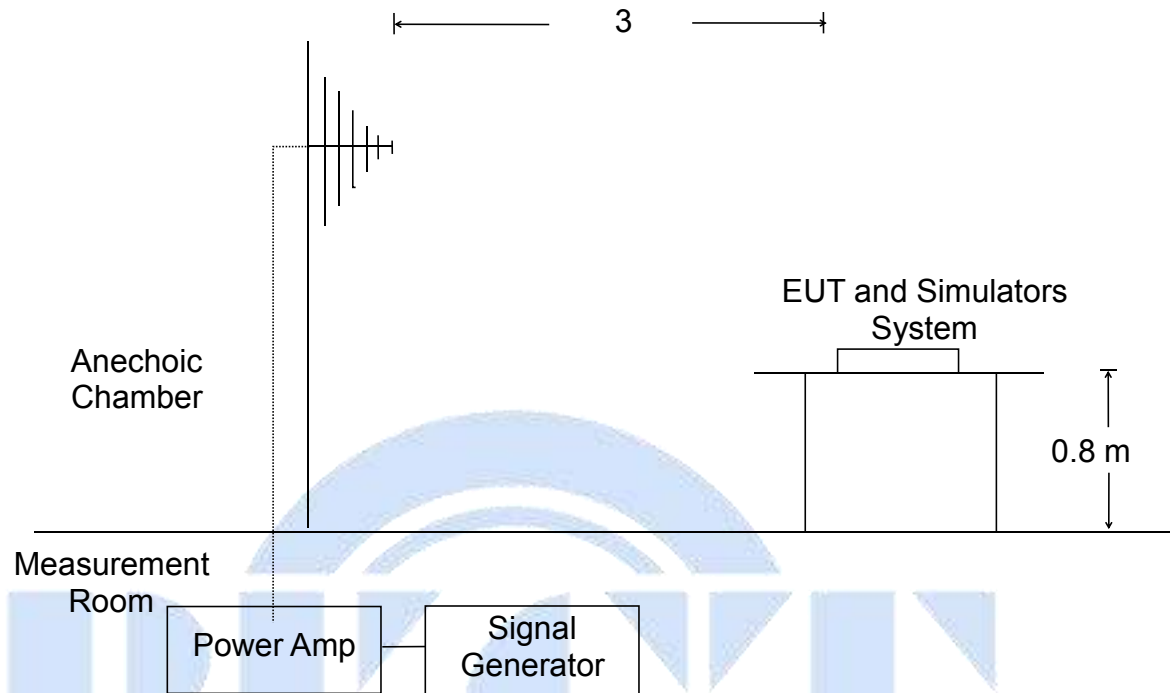 3
EUT and Simulators
System
Anechoic
Chamber
0.8 m
Measurement
Room
Power Amp
Signal
Generator